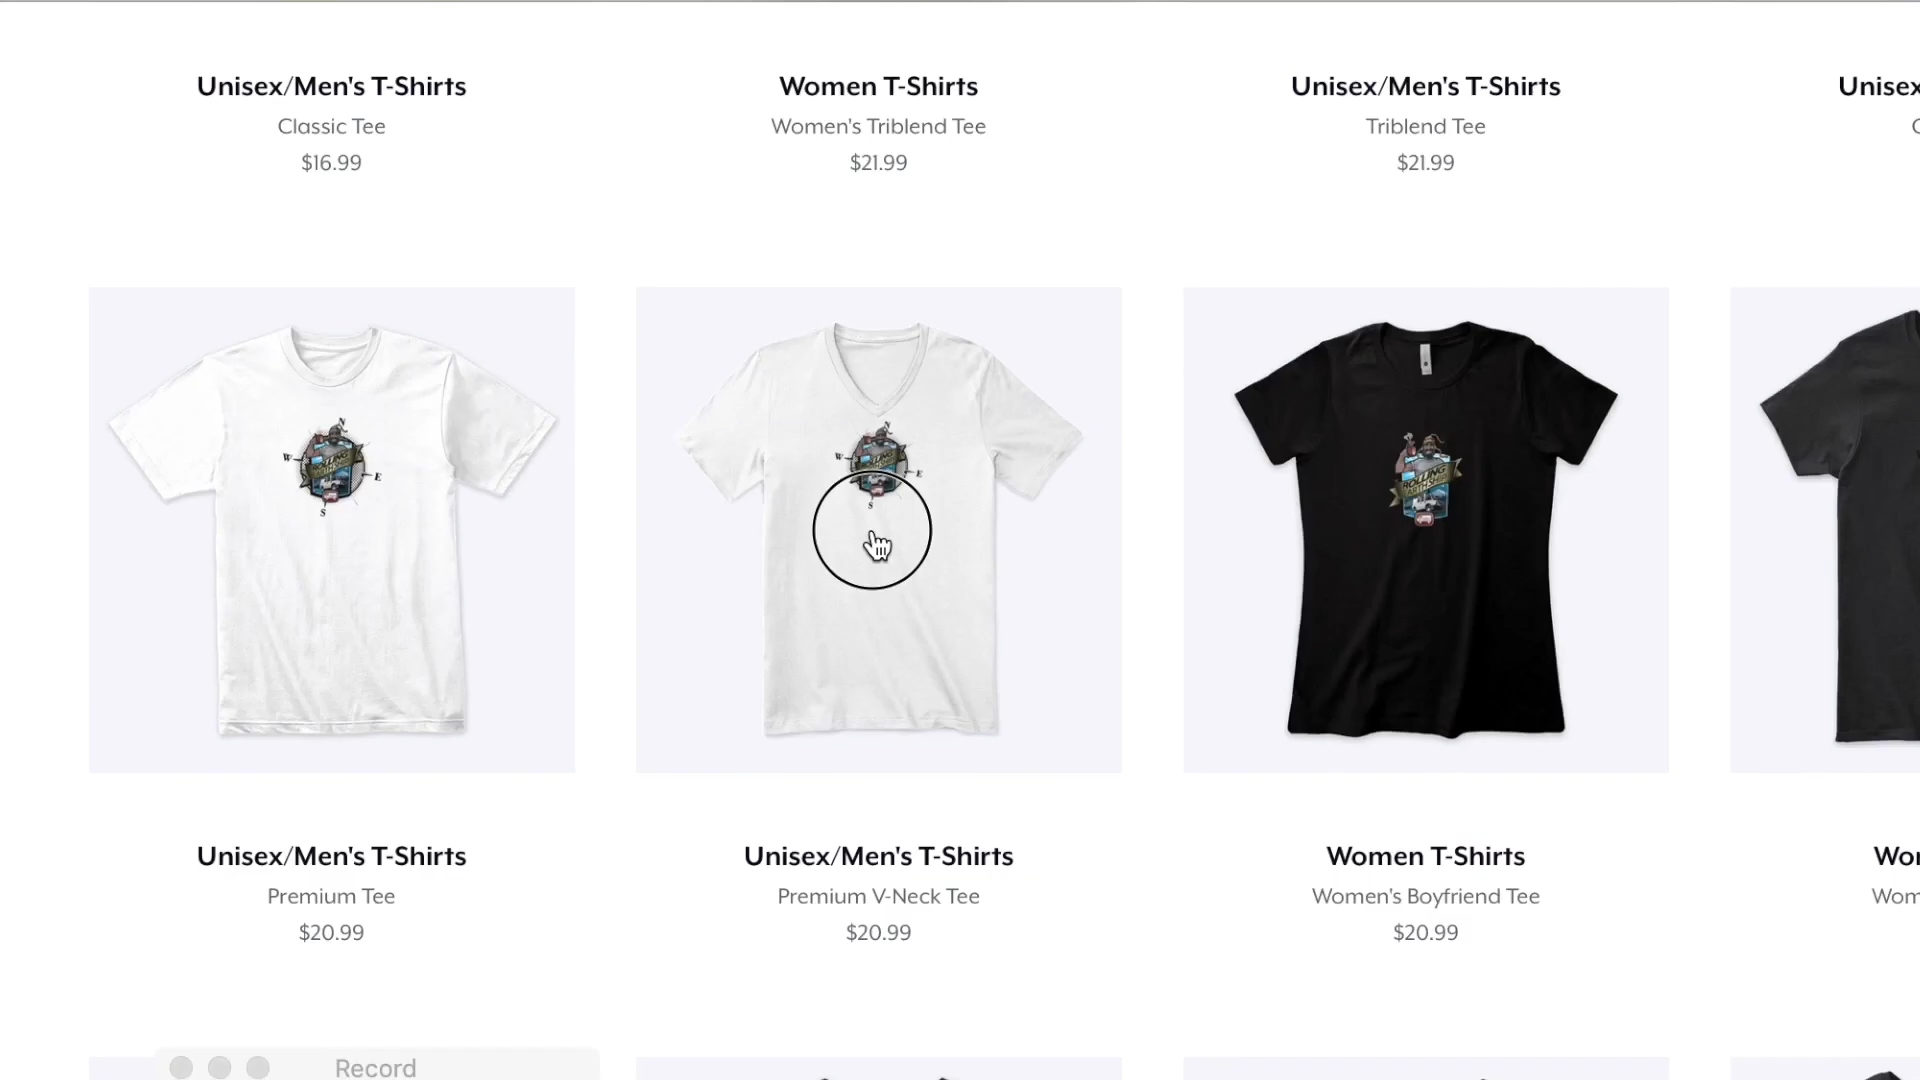 Unisex/Men's T-Shirts
Classic Tee
$16.99
Women T-Shirts
Women's Triblend Tee
$21.99
Unisex/Men's T-Shirts
Triblend Tee
$21.99
N
W
E
S
N
W
E
S
ROLLING
Unisex/Men's T-Shirts
Premium Tee
$20.99
Unisex/Men's T-Shirts
Premium V-Neck Tee
$20.99
Women T-Shirts
Women's Boyfriend Tee
$20.99
Record